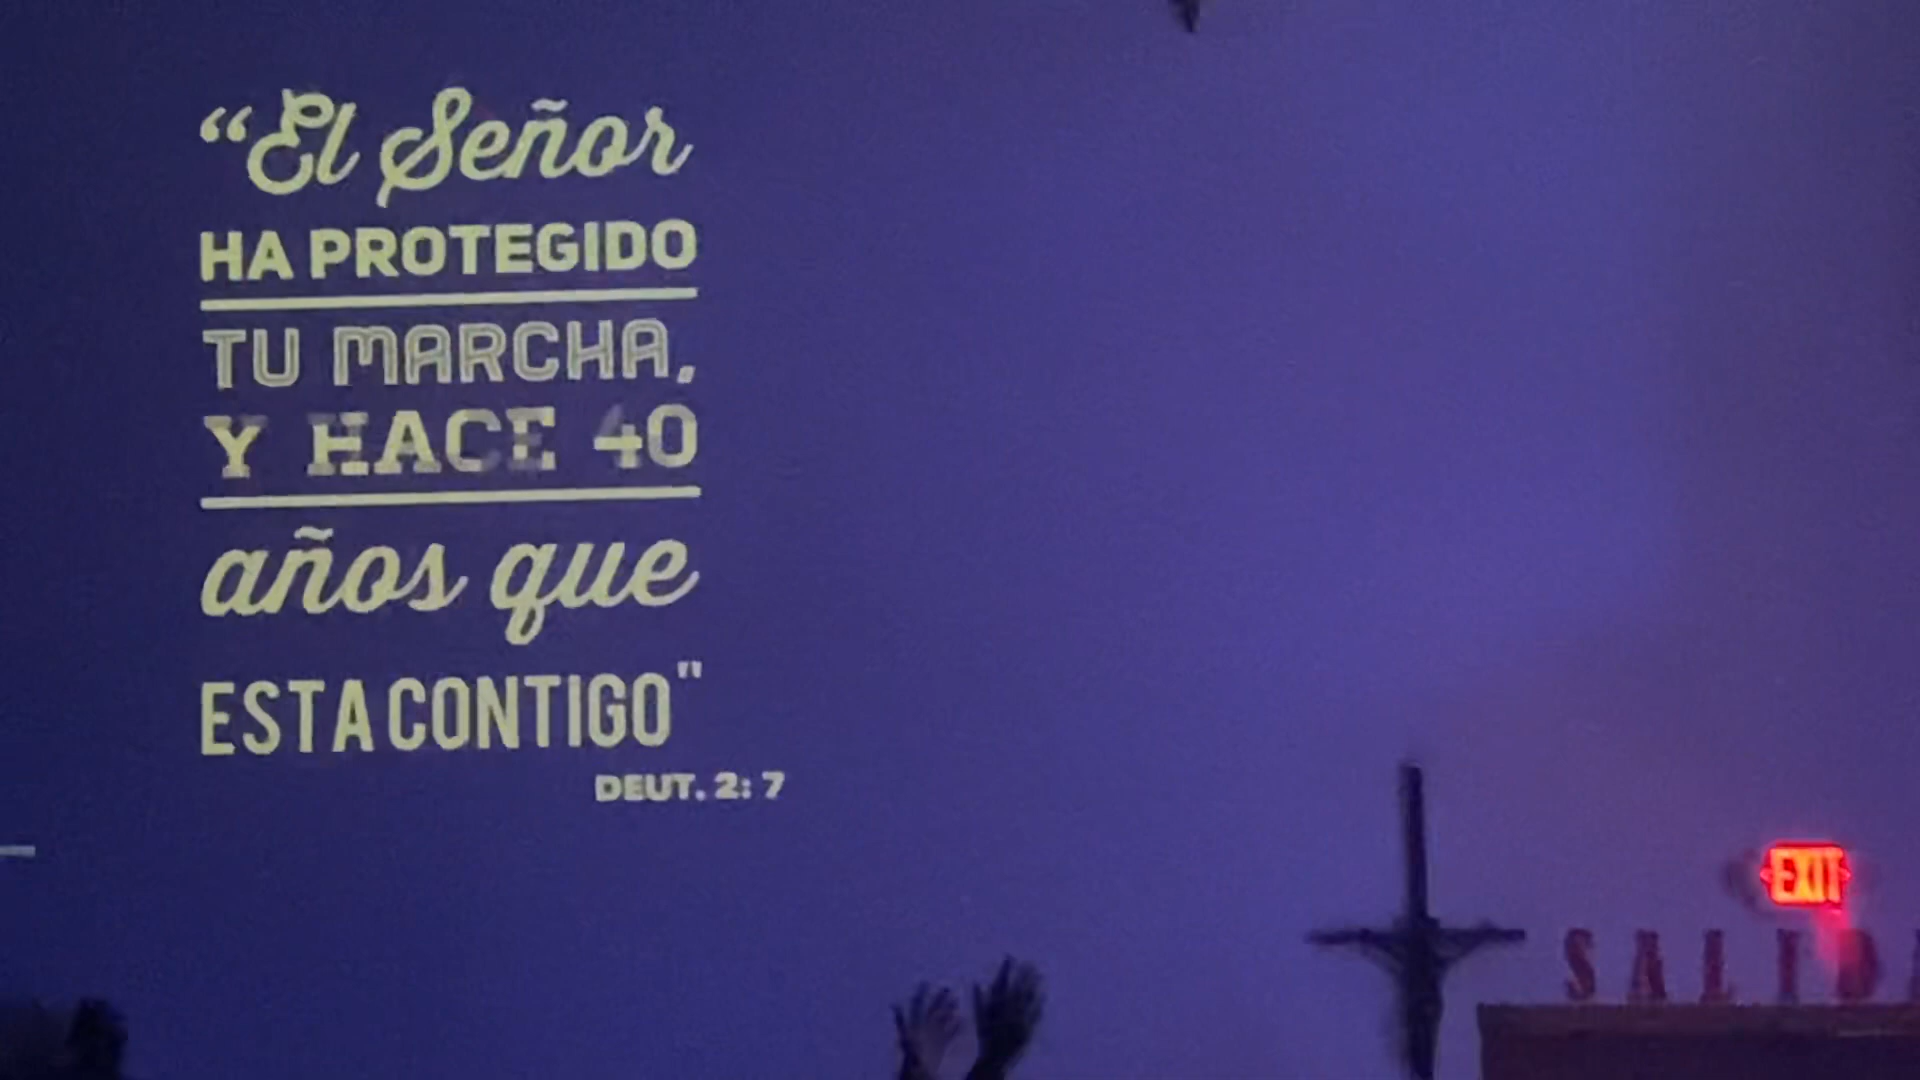 “El Señor
HA PROTEGIDO
TU MARCHA,
Y HACE 40
años que
ESTA CONTIGO"
DEUT. 2: 7
EXIT
SALIDA